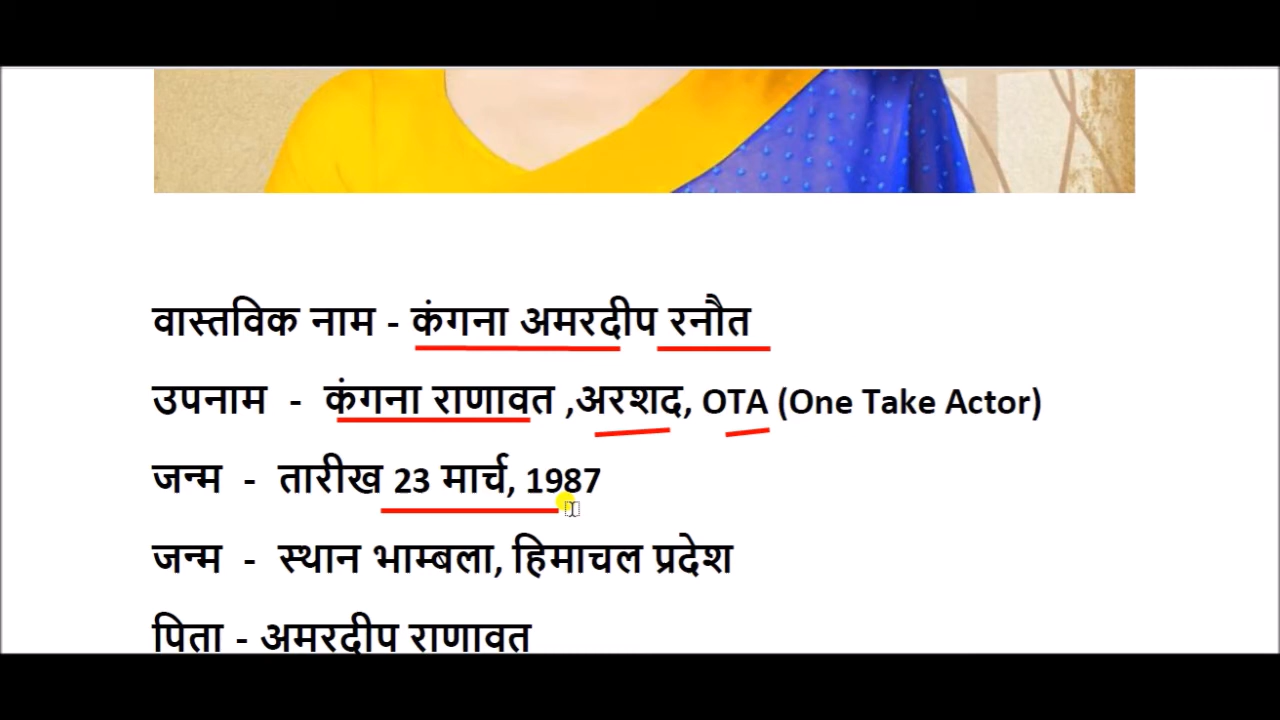 वास्तविक नाम - कंगना अमरदीप रनौत
उपनाम - कंगना राणावत ,अरशद, OTA (One Take Actor)
जन्म - तारीख 23 मार्च, 1987
जन्म - स्थान भाम्बला, हिमाचल प्रदेश
पिता - अमरदीप राणावत